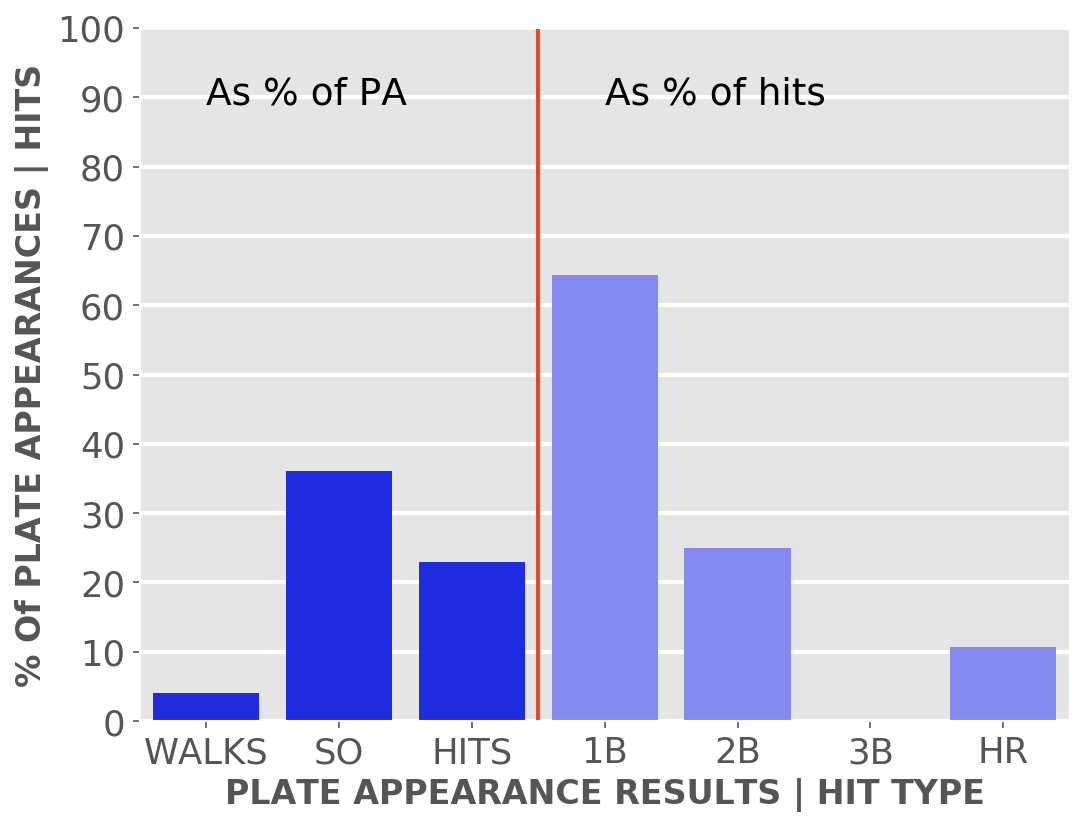 % Of PLATE APPEARANCES | HITS
100
90
80
70
60
50
40
30
20
10
0
As % of PA
As % of hits
WALKS SO HITS 1B 2B 3B HR
PLATE APPEARANCE RESULTS | HIT TYPE